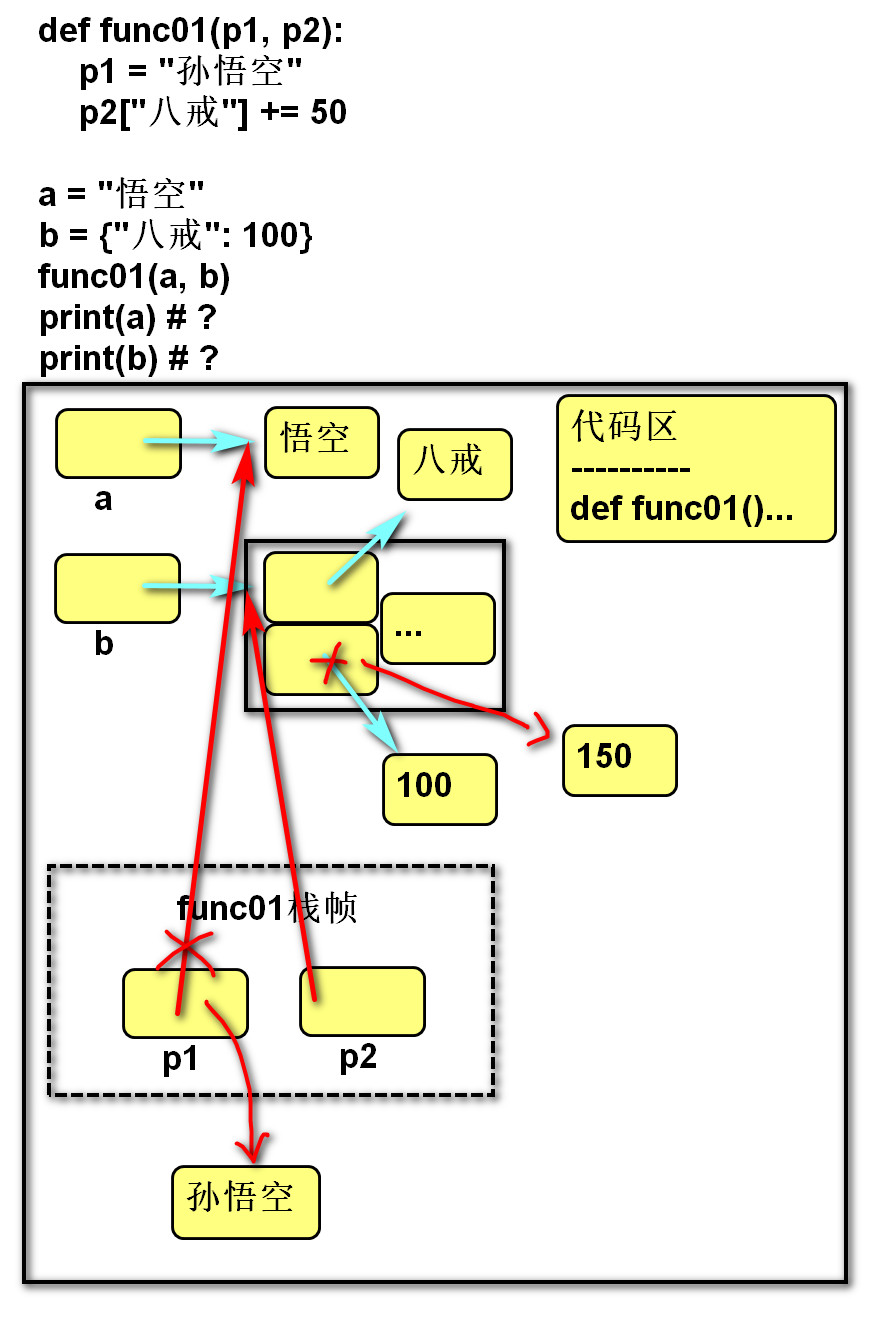 def func01(p1, p2):
    p1 = "孙悟空"
    p2["八戒"] += 50
a = "悟空"
b = {"八戒": 100}
func01(a, b)
print(a) # ?
print(b) # ?
悟空
八戒
代码区
----------
def func01()...
a
b
...
100
150
func01栈帧
p1
p2
孙悟空